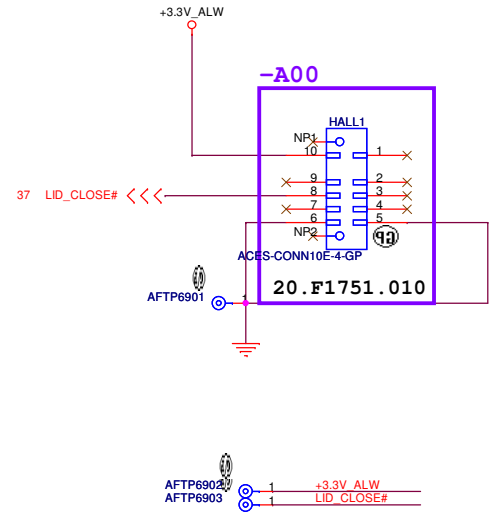 +3.3V_ALW
-A00
HALL1
NP1
10 1
9 2
37 LID_CLOSE# 8 3
7 4
6 5
NP2
ACES-CONN10E-4-GP
20.F1751.010
AFTP6901 1
AFTP6902 1 +3.3V_ALW
AFTP6903 1 LID_CLOSE#